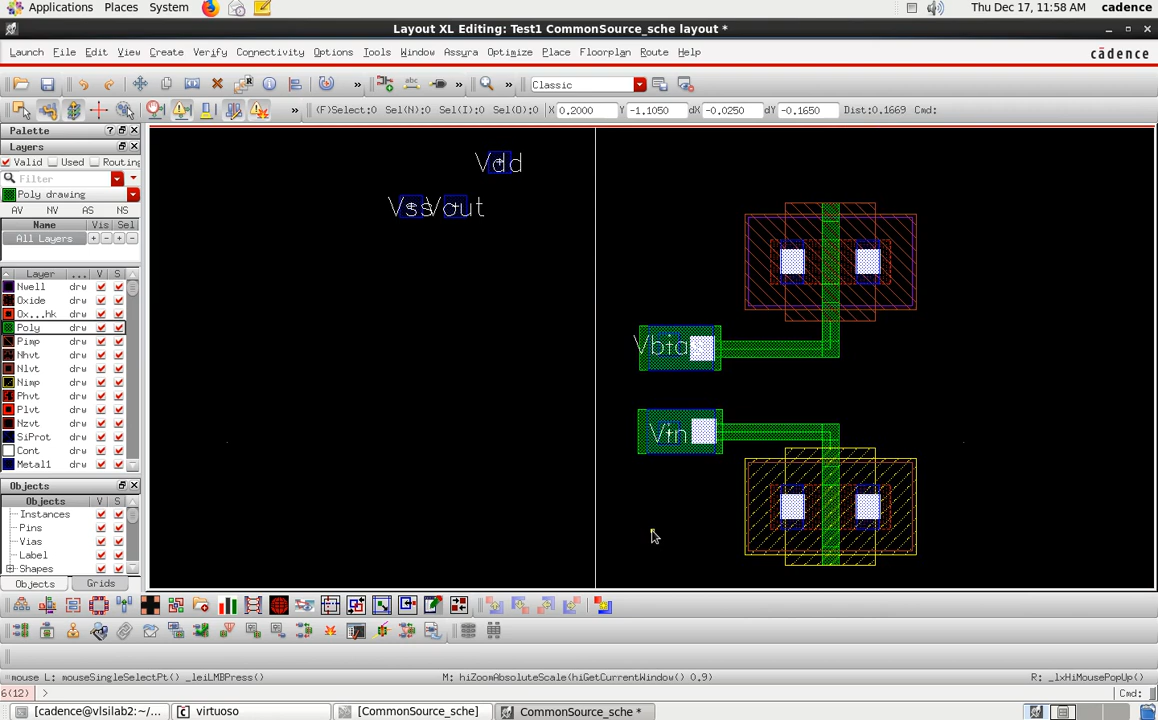 Applications Places System Thu Dec 17, 11:58 AM cadence
Layout XL Editing: Test1 CommonSource_sche layout *
Launch File Edit View Create Verify Connectivity Options Tools Window Assura Optimize Place Floorplan Route Help cādence
» » Classic
» (F)Select:0 Sel(N):0 Sel(I):0 Sel(O):0 X 0.2000 Y -1.1050 dX -0.0250 dY -0.1650 Dist:0.1669 Cmd:
Palette
Layers
Valid Used Routing
Filter
Poly drawing
AV NV AS NS
Name Vis Sel
All Layers
Layer ... V S
Nwell drw
Oxide drw
Ox...hk drw
Poly drw
Pimp drw
Nhvt drw
Nlvt drw
Nimp drw
Phvt drw
Plvt drw
Nzvt drw
SiProt drw
Cont drw
Metal1 drw
Objects
Objects V S
Instances
Pins
Vias
Label
Shapes
Objects Grids
Vdd
Vss Vout
Vbia
Vin
mouse L: mouseSingleSelectPt() _leiLMBPress() M: hiZoomAbsoluteScale(hiGetCurrentWindow() 0.9) R: _lxHiMousePopUp()
6(12) > Cmd:
[cadence@vlsilab2:~/... virtuoso [CommonSource_sche] CommonSource_sche *